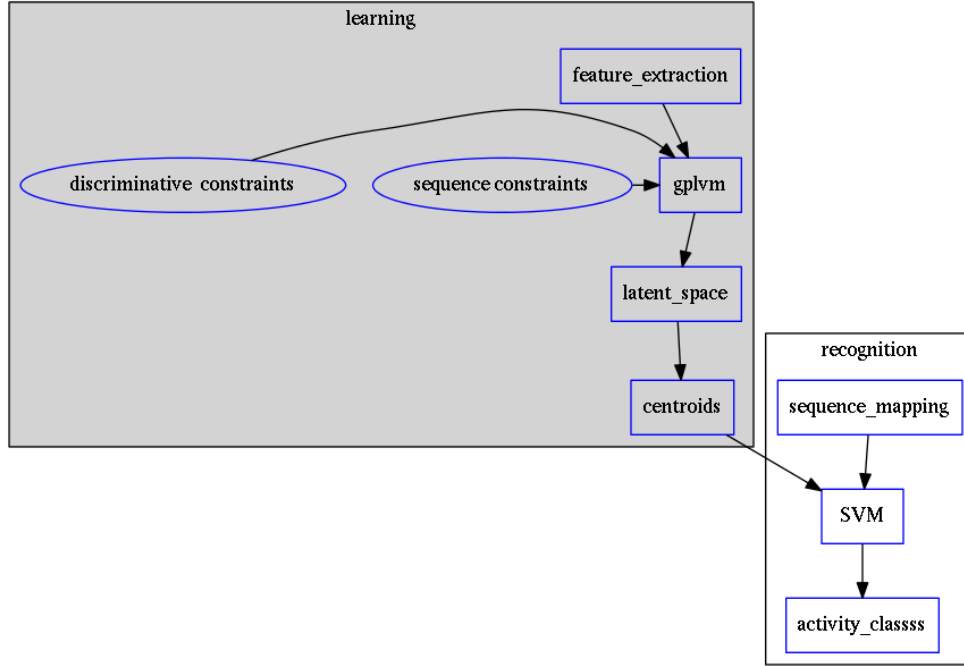 learning
feature_extraction
discriminative constraints
sequence constraints
gplvm
latent_space
recognition
centroids
sequence_mapping
SVM
activity_classss